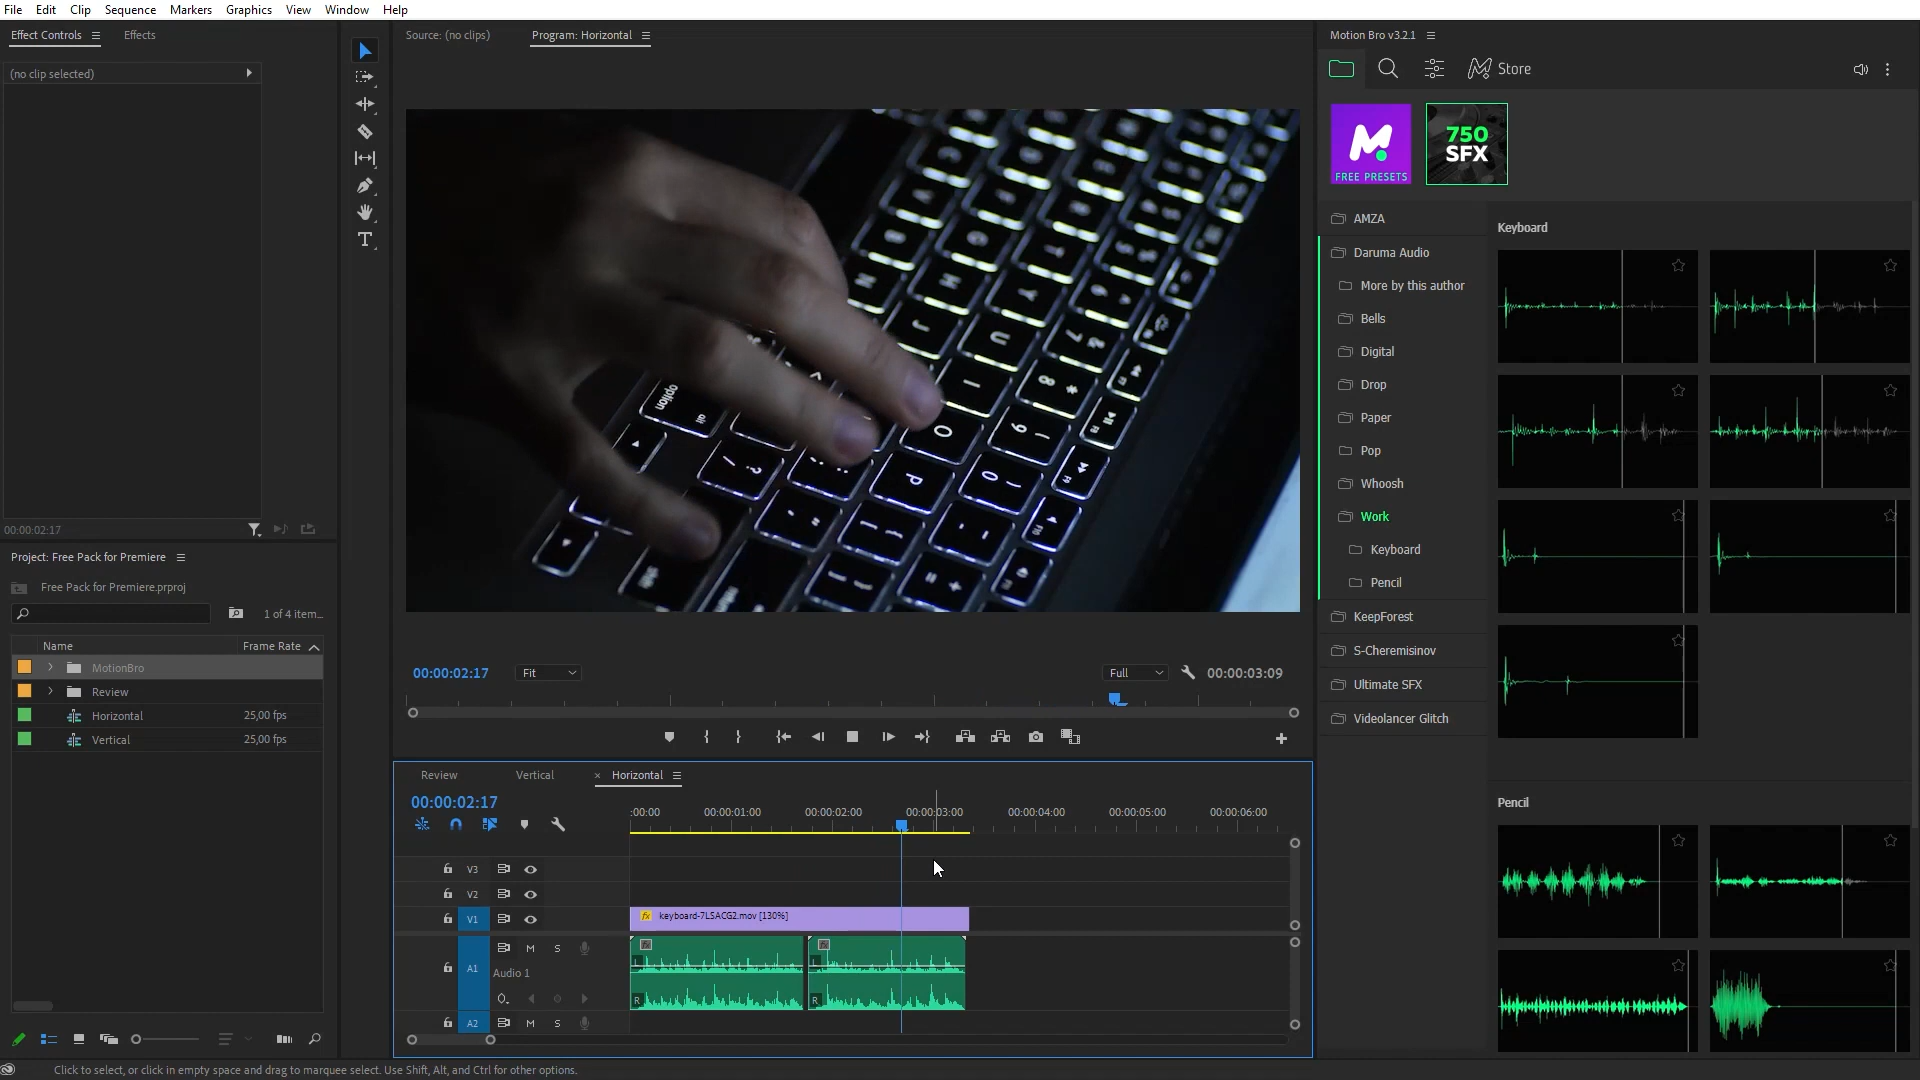 File Edit Clip Sequence Markers Graphics View Window Help
Effect Controls Effects
(no clip selected)
00:00:02:17
Project: Free Pack for Premiere
Free Pack for Premiere.prproj
1 of 4 item...
Name Frame Rate
MotionBro
Review
Horizontal 25,00 fps
Vertical 25,00 fps
Source: (no clips) Program: Horizontal
option
alt
00:00:02:17 Fit Full 00:00:03:09
Review Vertical × Horizontal
00:00:02:17
:00:00 00:00:01:00 00:00:02:00 00:00:03:00 00:00:04:00 00:00:05:00 00:00:06:00
V3
V2
V1 fx keyboard-7LSACG2.mov [130%]
M S
A1 L L
Audio 1
R R
A2 M S
Motion Bro v3.2.1
Store
FREE PRESETS
750
SFX
AMZA
Daruma Audio
More by this author
Bells
Digital
Drop
Paper
Pop
Whoosh
Work
Keyboard
Pencil
KeepForest
S-Cheremisinov
Ultimate SFX
Videolancer Glitch
Keyboard
Pencil
Click to select, or click in empty space and drag to marquee select. Use Shift, Alt, and Ctrl for other options.